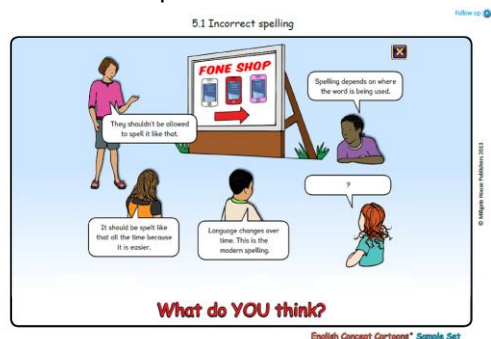 Follow up
5.1 Incorrect spelling
X
FONE SHOP
Spelling depends on where
the word is being used.
They shouldn't be allowed
to spell it like that.
?
It should be spelt like
that all the time because
it is easier.
Language changes over
time. This is the
modern spelling.
What do YOU think?
© Millgate House Publishers 2013
English Concept Cartoons® Sample Set